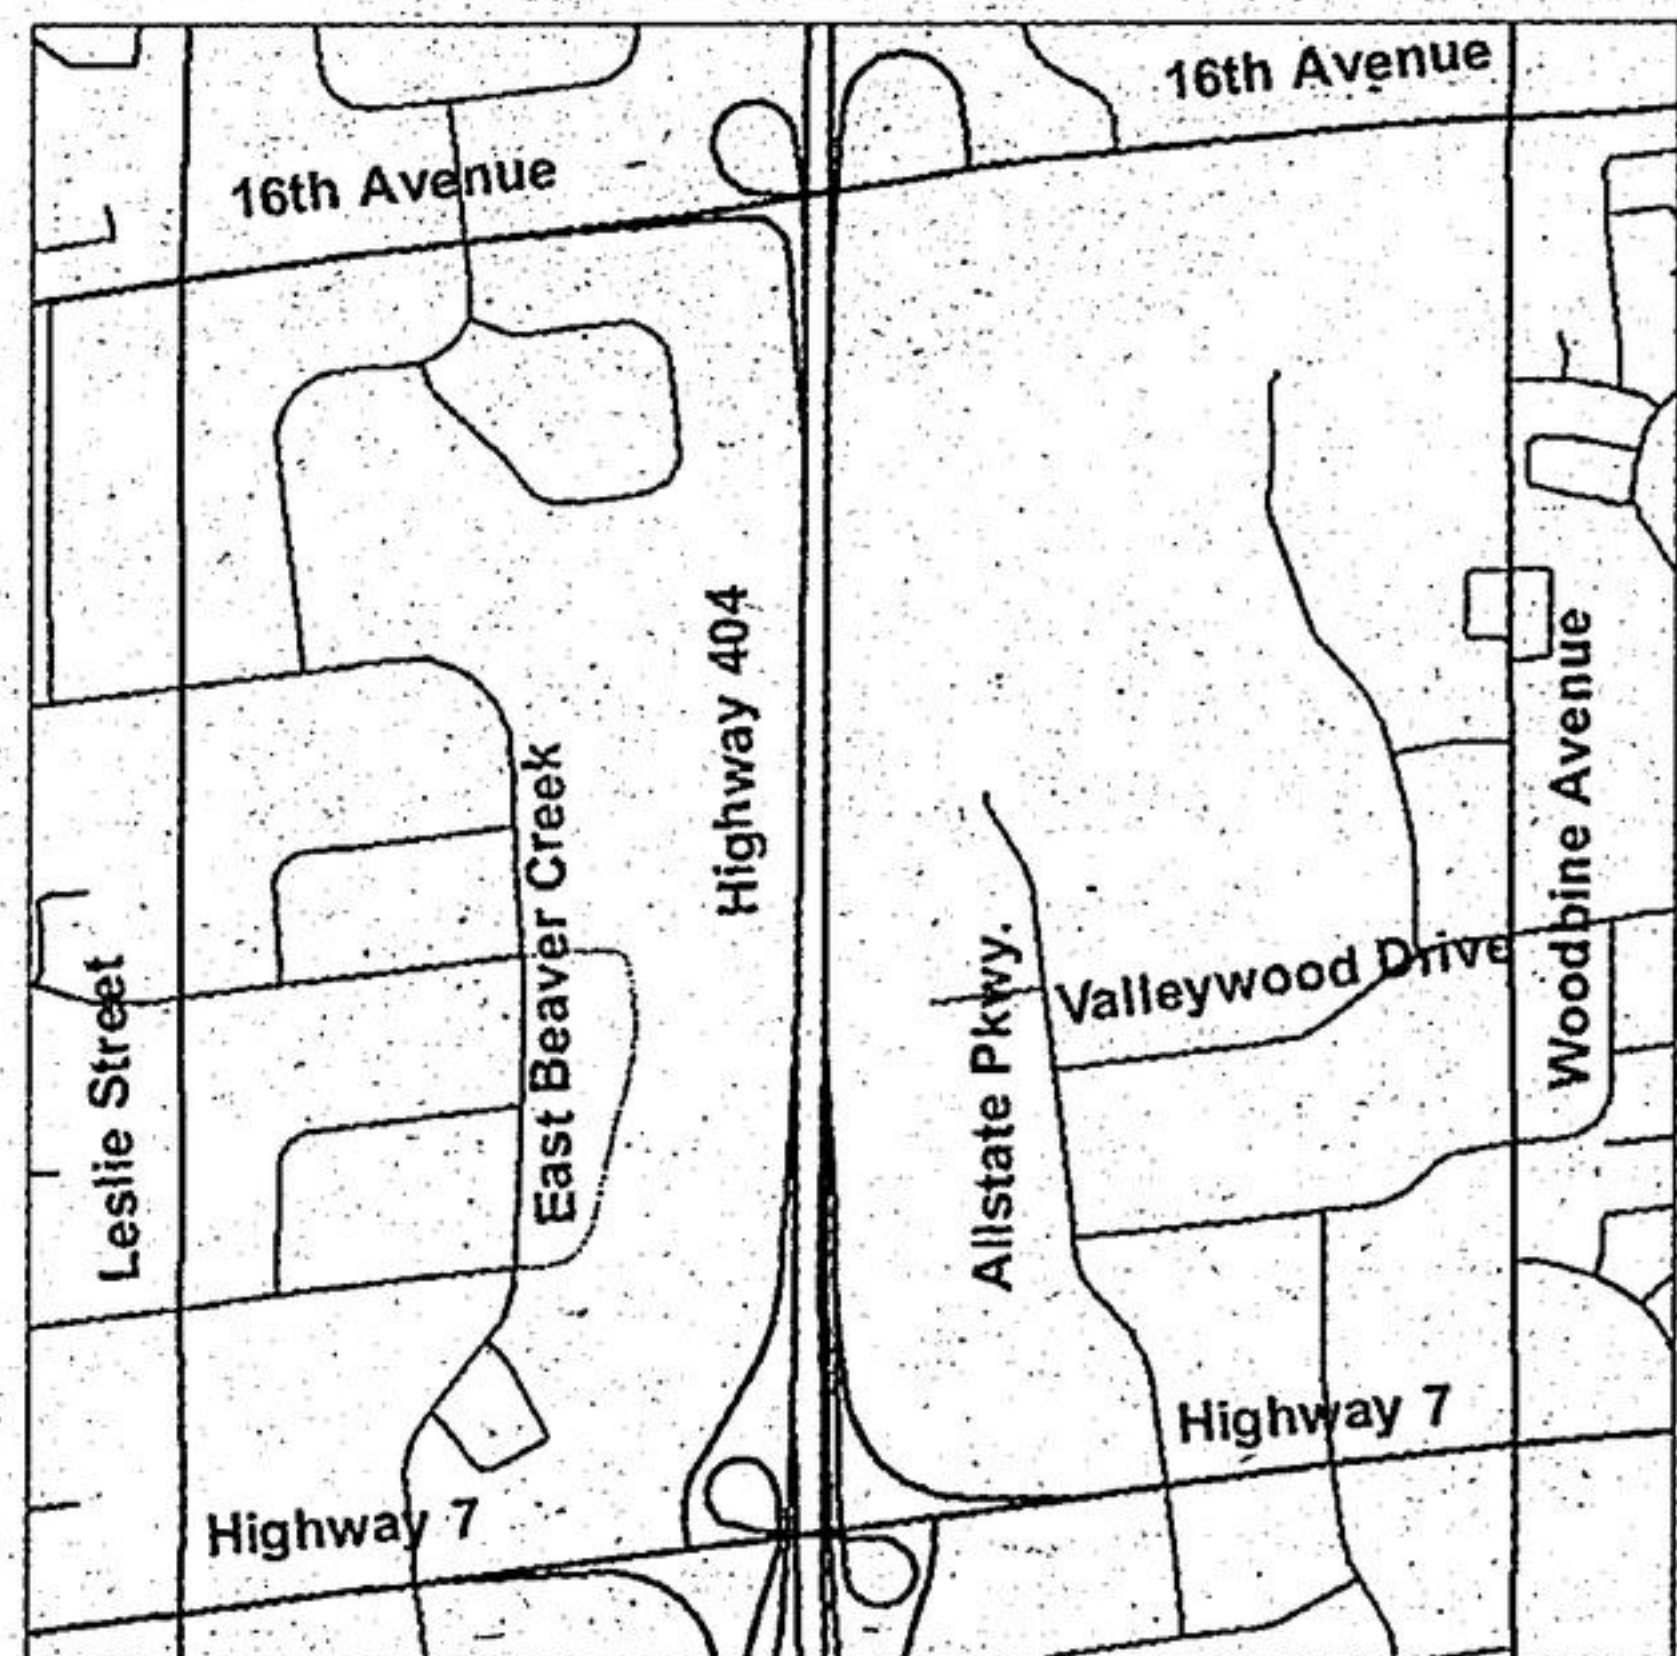 16th Avenue
16th Avenue
Highway 404
Woodbine Avenue
East Beaver Creek
Allstate Pkwy.
Valleywood Drive
Leslie Street
Highway 7
Highway 7